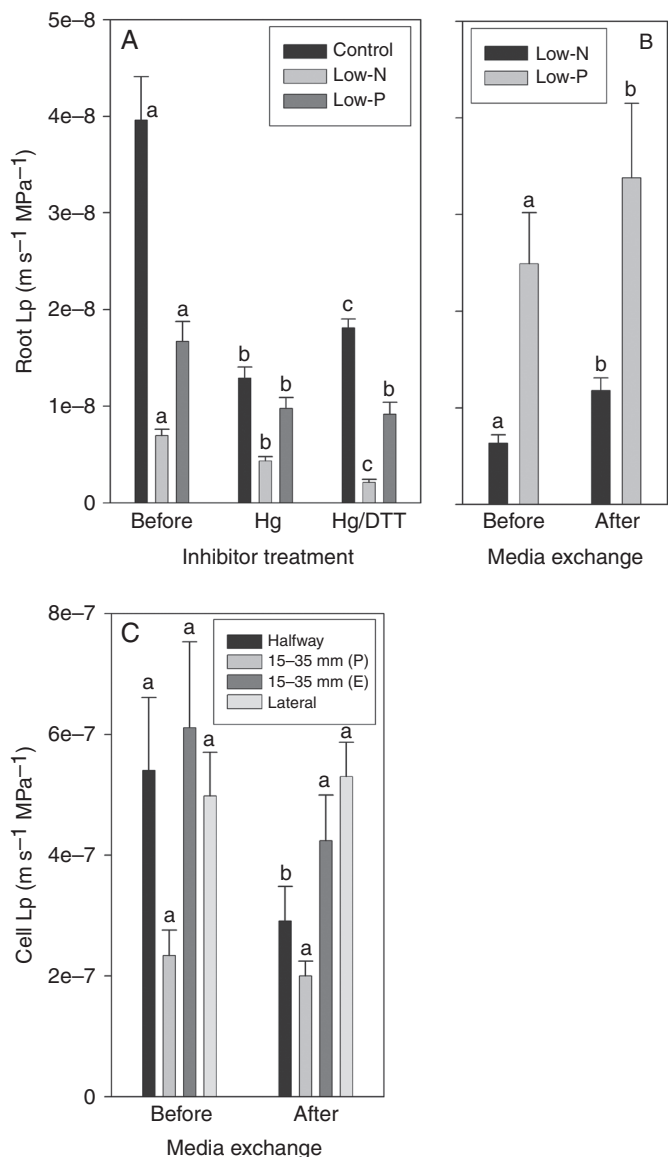 A
Control
Low-N
Low-P
5e–8
4e–8
3e–8
2e–8
1e–8
0
Root Lp (m s–1 MPa–1)
a
a
a
b
b
b
c
c
b
Before
Hg
Hg/DTT
Inhibitor treatment
B
Low-N
Low-P
a
a
b
b
Before
After
Media exchange
C
Halfway
15–35 mm (P)
15–35 mm (E)
Lateral
8e–7
6e–7
4e–7
2e–7
0
Cell Lp (m s–1 MPa–1)
a
a
a
a
b
a
a
a
Before
After
Media exchange